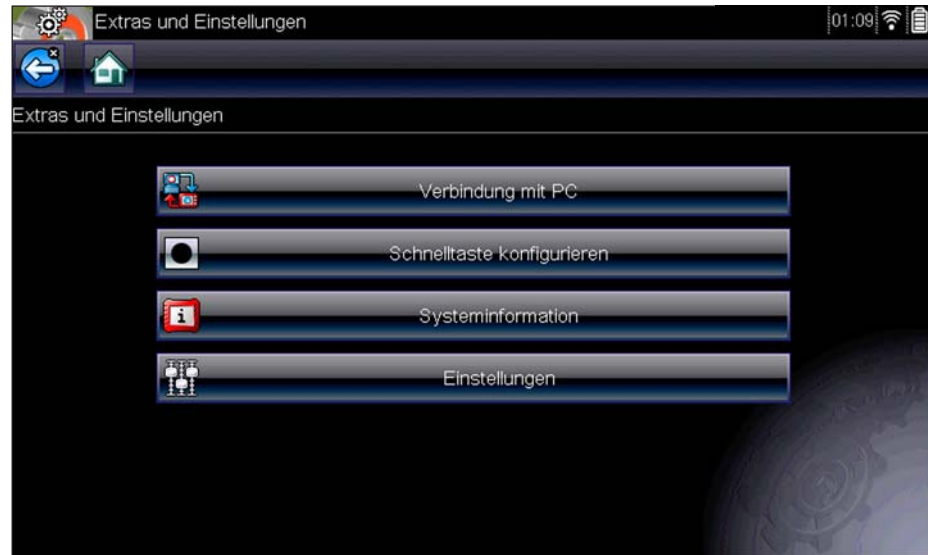 Extras und Einstellungen
01:09
Extras und Einstellungen
Verbindung mit PC
Schnelltaste konfigurieren
Systeminformation
Einstellungen